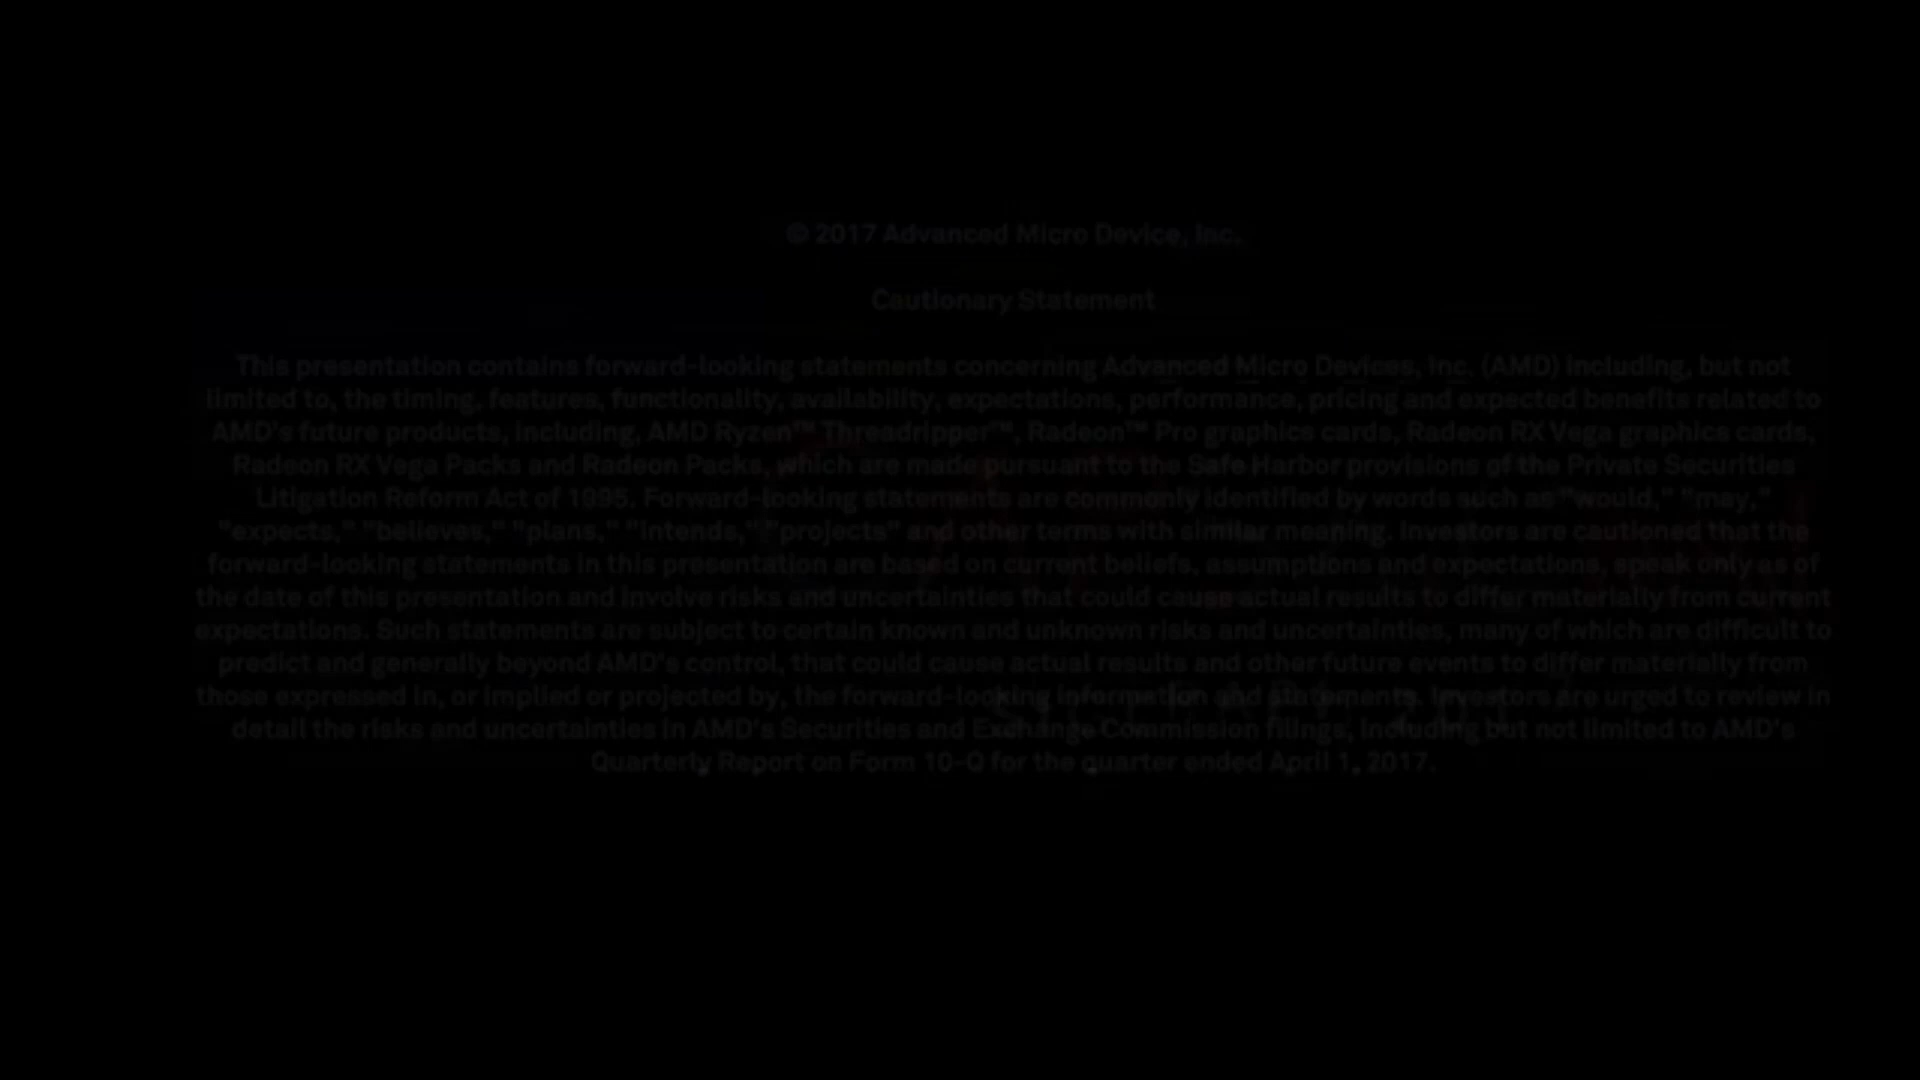 © 2017 Advanced Micro Device, Inc.
Cautionary Statement
This presentation contains forward-looking statements concerning Advanced Micro Devices, Inc. (AMD) including, but not
limited to, the timing, features, functionality, availability, expectations, performance, pricing and expected benefits related to
AMD's future products, including, AMD Ryzen™ Threadripper™, Radeon™ Pro graphics cards, Radeon RX Vega graphics cards,
Radeon RX Vega Packs and Radeon Packs, which are made pursuant to the Safe Harbor provisions of the Private Securities
Litigation Reform Act of 1995. Forward-looking statements are commonly identified by words such as "would," "may,"
"expects," "believes," "plans," "intends," "projects" and other terms with similar meaning. Investors are cautioned that the
forward-looking statements in this presentation are based on current beliefs, assumptions and expectations, speak only as of
the date of this presentation and involve risks and uncertainties that could cause actual results to differ materially from current
expectations. Such statements are subject to certain known and unknown risks and uncertainties, many of which are difficult to
predict and generally beyond AMD's control, that could cause actual results and other future events to differ materially from
those expressed in, or implied or projected by, the forward-looking information and statements. Investors are urged to review in
detail the risks and uncertainties in AMD's Securities and Exchange Commission filings, including but not limited to AMD's
Quarterly Report on Form 10-Q for the quarter ended April 1, 2017.